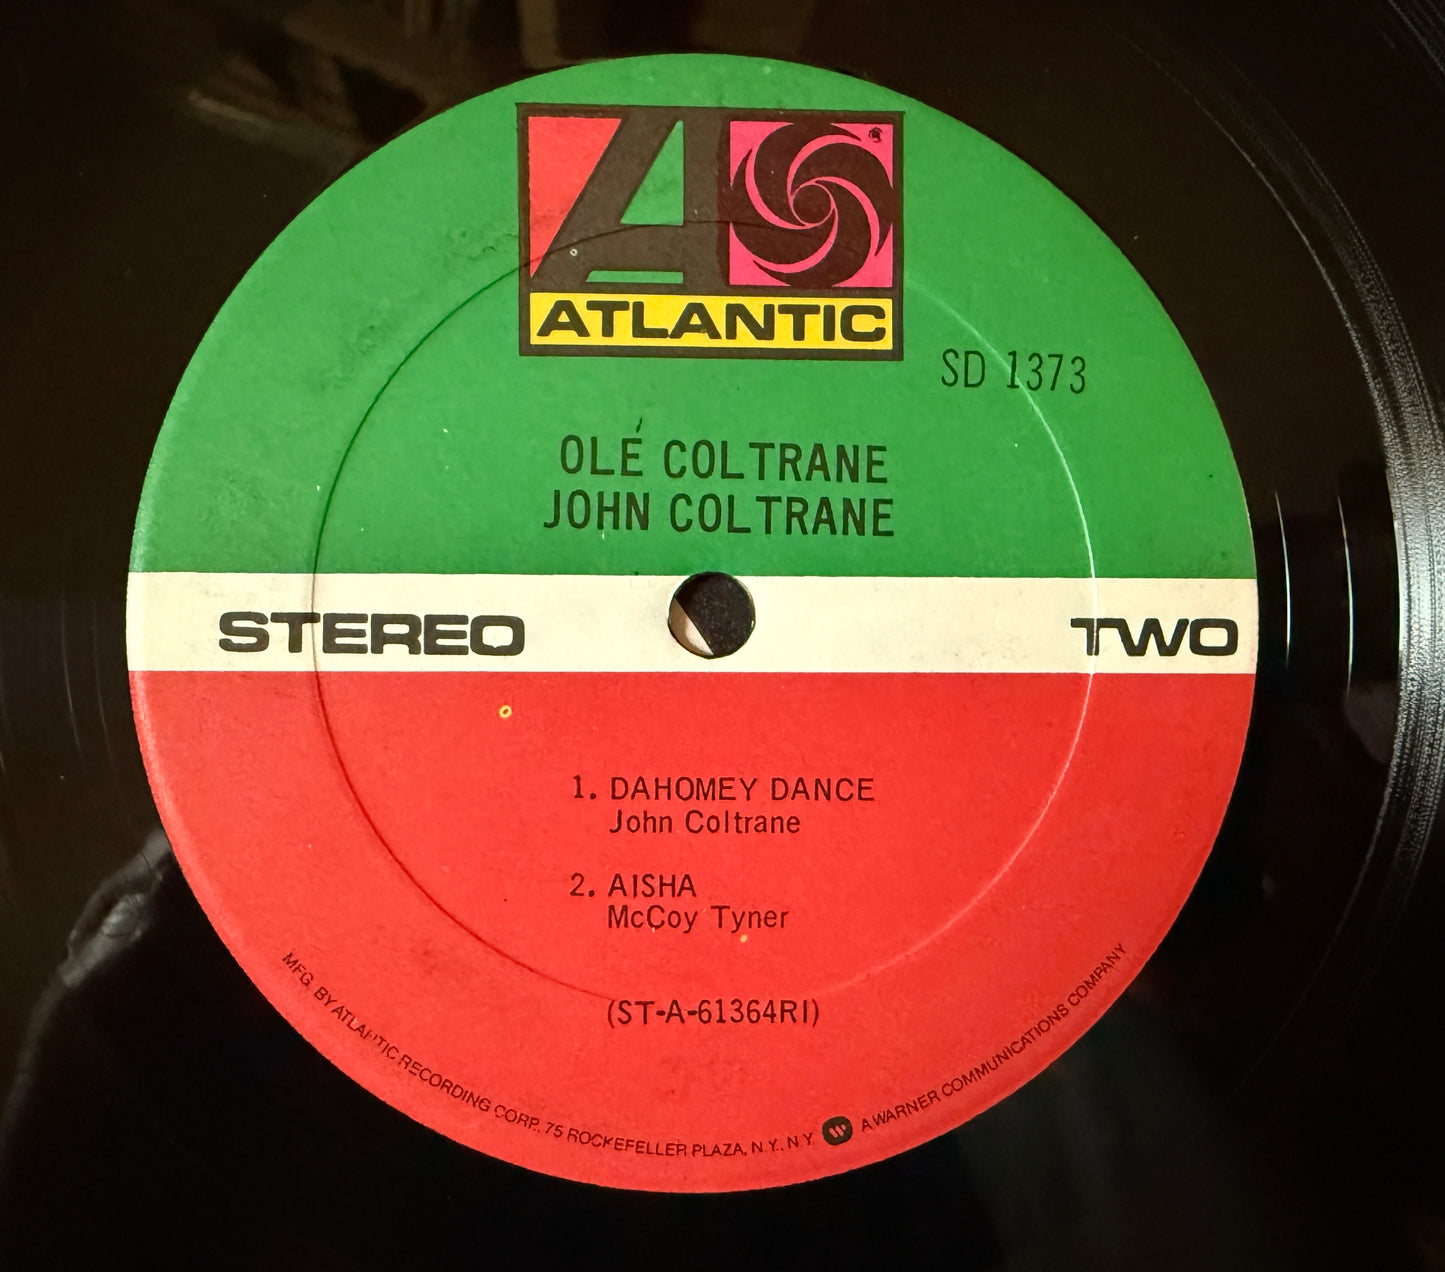 ATLANTIC
SD 1373
OLÉ COLTRANE
JOHN COLTRANE
STEREO
TWO
1. DAHOMEY DANCE
John Coltrane
2. AISHA
McCoy Tyner
(ST-A-61364RI)
MFG. BY ATLANTIC RECORDING CORP., 75 ROCKEFELLER PLAZA, N.Y., N.Y. A WARNER COMMUNICATIONS COMPANY